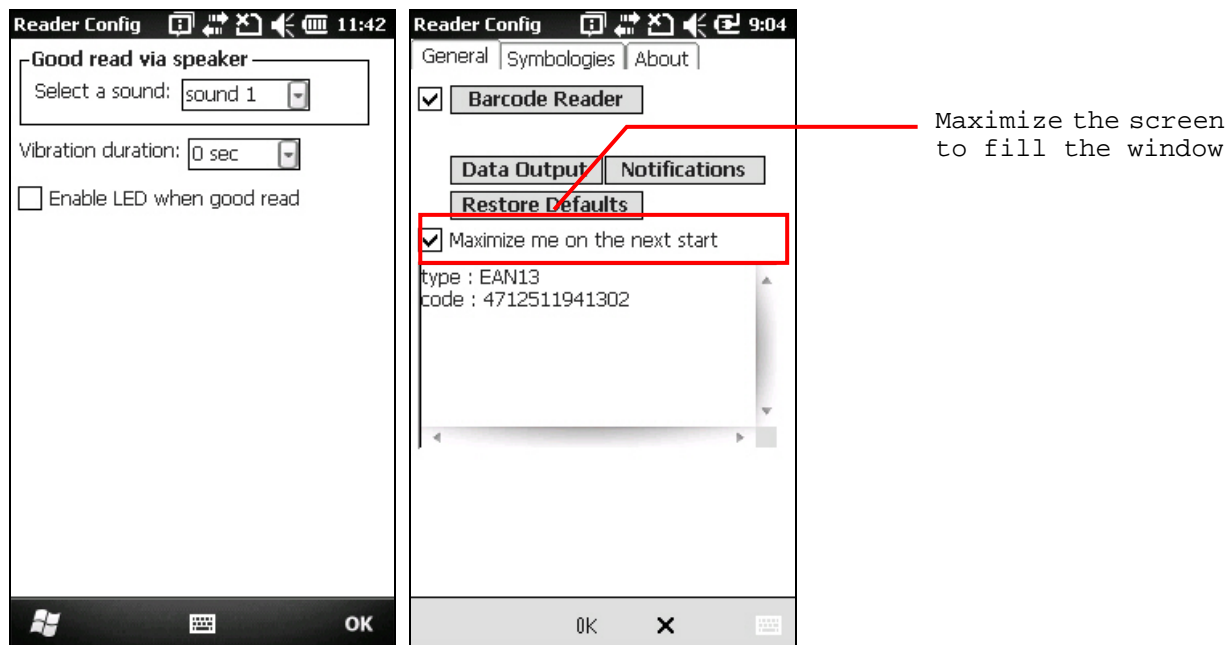 Reader Config 11:42
Good read via speaker
Select a sound: sound 1
Vibration duration: 0 sec
Enable LED when good read
OK
Reader Config 9:04
General Symbologies About
Barcode Reader
Data Output Notifications
Restore Defaults
Maximize me on the next start
type : EAN13
code : 4712511941302
OK
Maximize the screen
to fill the window